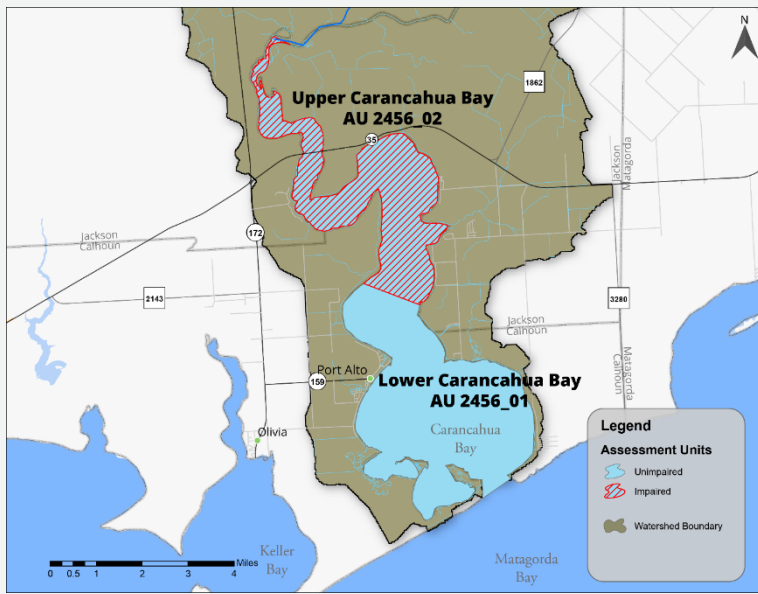 N
Upper Carancahua Bay
AU 2456_02
1862
35
Jackson
Matagorda
Jackson
Calhoun
172
2143
3280
Jackson
Calhoun
Matagorda
Calhoun
Port Alto
159
Lower Carancahua Bay
AU 2456_01
Olivia
Carancahua
Bay
Keller
Bay
Matagorda
Bay
Miles
0 0.5 1 2 3 4
Legend
Assessment Units
Unimpaired
Impaired
Watershed Boundary